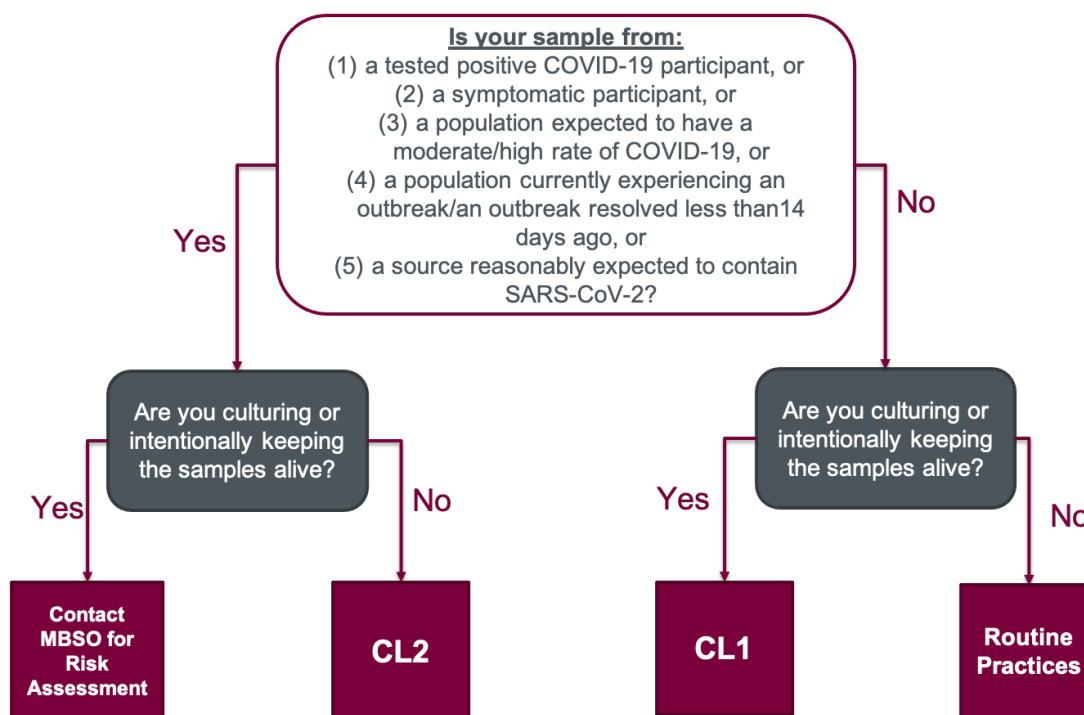 Is your sample from:
(1) a tested positive COVID-19 participant, or
(2) a symptomatic participant, or
(3) a population expected to have a
moderate/high rate of COVID-19, or
(4) a population currently experiencing an
outbreak/an outbreak resolved less than14
days ago, or
(5) a source reasonably expected to contain
SARS-CoV-2?
Yes
No
Are you culturing or
intentionally keeping
the samples alive?
Are you culturing or
intentionally keeping
the samples alive?
Yes
No
Yes
No
Contact
MBSO for
Risk
Assessment
CL2
CL1
Routine
Practices